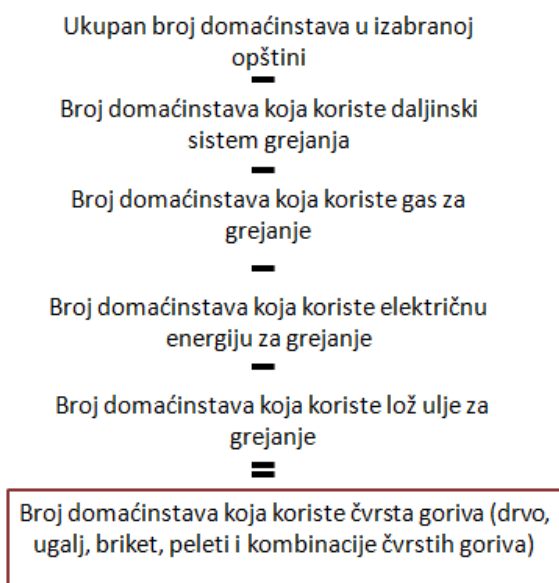 Ukupan broj domaćinstava u izabranoj
opštini
–
Broj domaćinstava koja koriste daljinski
sistem grejanja
–
Broj domaćinstava koja koriste gas za
grejanje
–
Broj domaćinstava koja koriste električnu
energiju za grejanje
–
Broj domaćinstava koja koriste lož ulje za
grejanje
=
Broj domaćinstava koja koriste čvrsta goriva (drvo,
ugalj, briket, peleti i kombinacije čvrstih goriva)